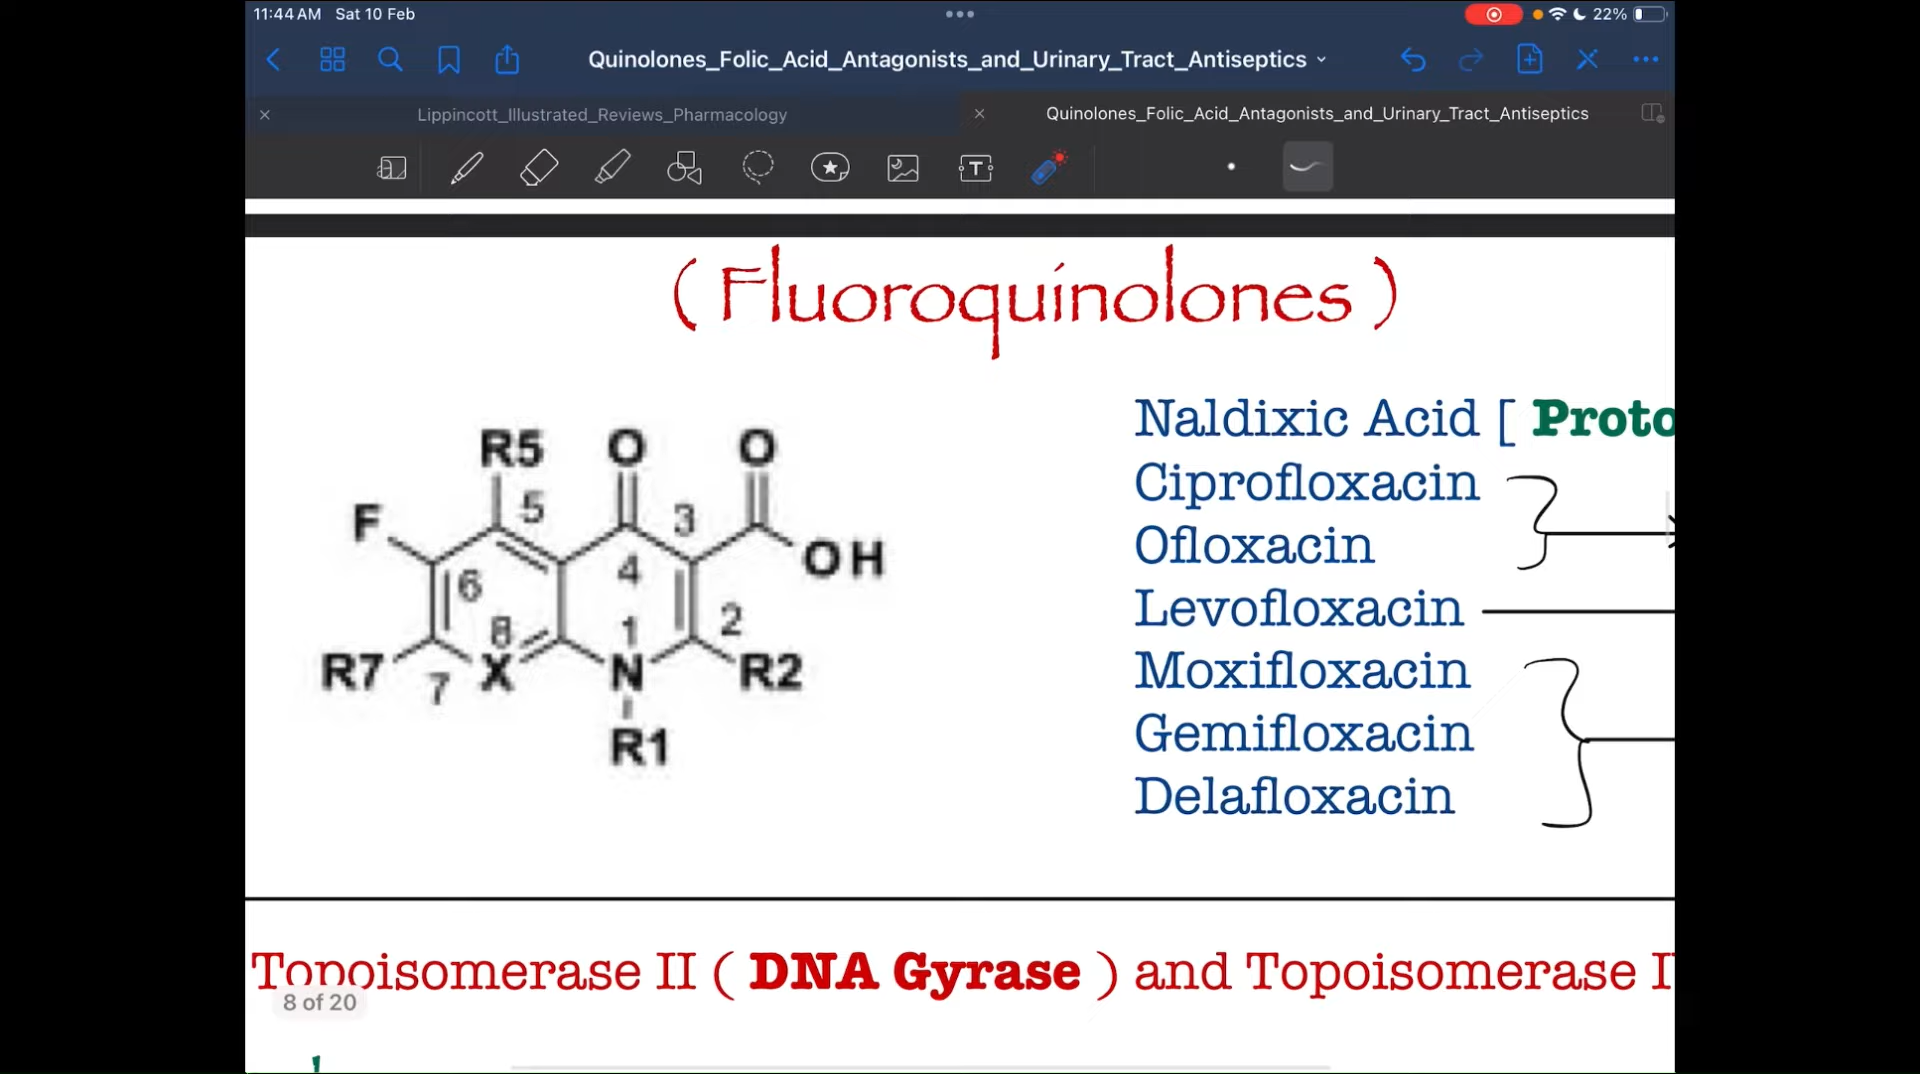 11:44 AM Sat 10 Feb
22%
Quinolones_Folic_Acid_Antagonists_and_Urinary_Tract_Antiseptics
Lippincott_Illustrated_Reviews_Pharmacology
Quinolones_Folic_Acid_Antagonists_and_Urinary_Tract_Antiseptics
T
( Fluoroquinolones )
R5 O O
F 5 3
OH
6 4
8 1 2
R7 7 X N R2
R1
Naldixic Acid [ Proto
Ciprofloxacin
Ofloxacin
Levofloxacin
Moxifloxacin
Gemifloxacin
Delafloxacin
Topoisomerase II ( DNA Gyrase ) and Topoisomerase I
8 of 20